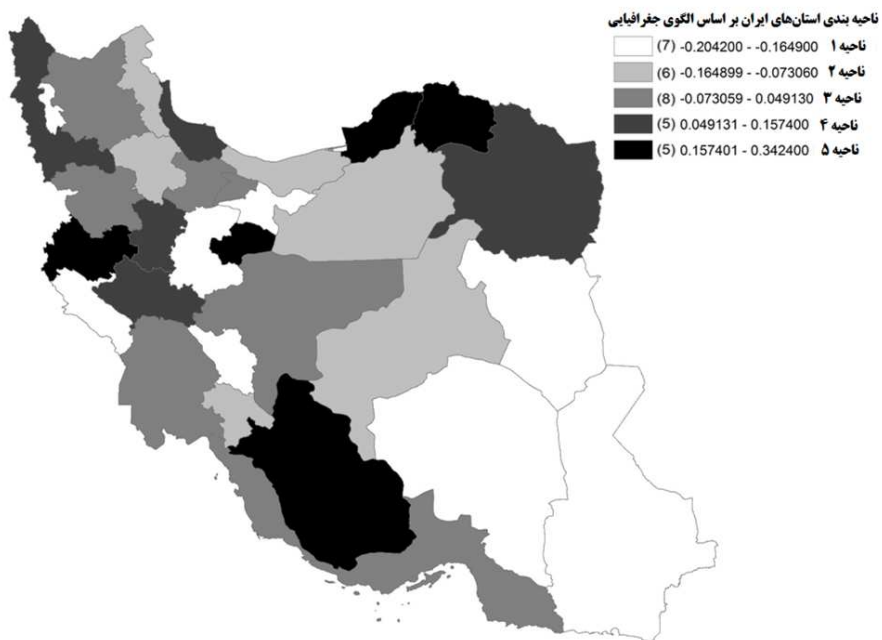 ناحیه بندی استان‌های ایران بر اساس الگوی جغرافیایی
(7) -0.204200 - -0.164900 ناحیه ۱
(6) -0.164899 - -0.073060 ناحیه ۲
(8) -0.073059 - 0.049130 ناحیه ۳
(5) 0.049131 - 0.157400 ناحیه ۴
(5) 0.157401 - 0.342400 ناحیه ۵